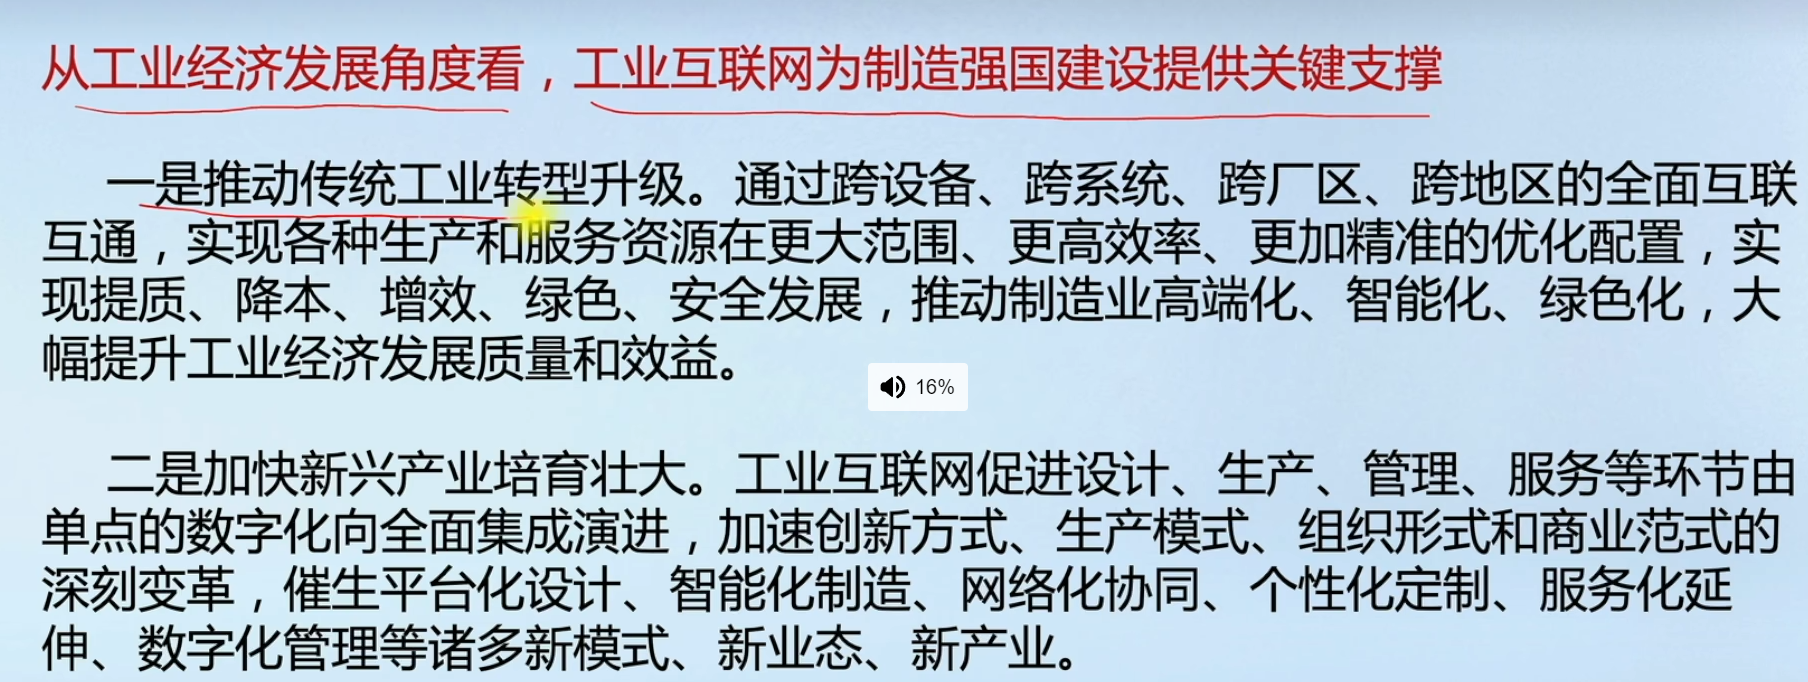 从工业经济发展角度看，工业互联网为制造强国建设提供关键支撑
一是推动传统工业转型升级。通过跨设备、跨系统、跨厂区、跨地区的全面互联
互通，实现各种生产和服务资源在更大范围、更高效率、更加精准的优化配置，实
现提质、降本、增效、绿色、安全发展，推动制造业高端化、智能化、绿色化，大
幅提升工业经济发展质量和效益。
16%
二是加快新兴产业培育壮大。工业互联网促进设计、生产、管理、服务等环节由
单点的数字化向全面集成演进，加速创新方式、生产模式、组织形式和商业范式的
深刻变革，催生平台化设计、智能化制造、网络化协同、个性化定制、服务化延
伸、数字化管理等诸多新模式、新业态、新产业。